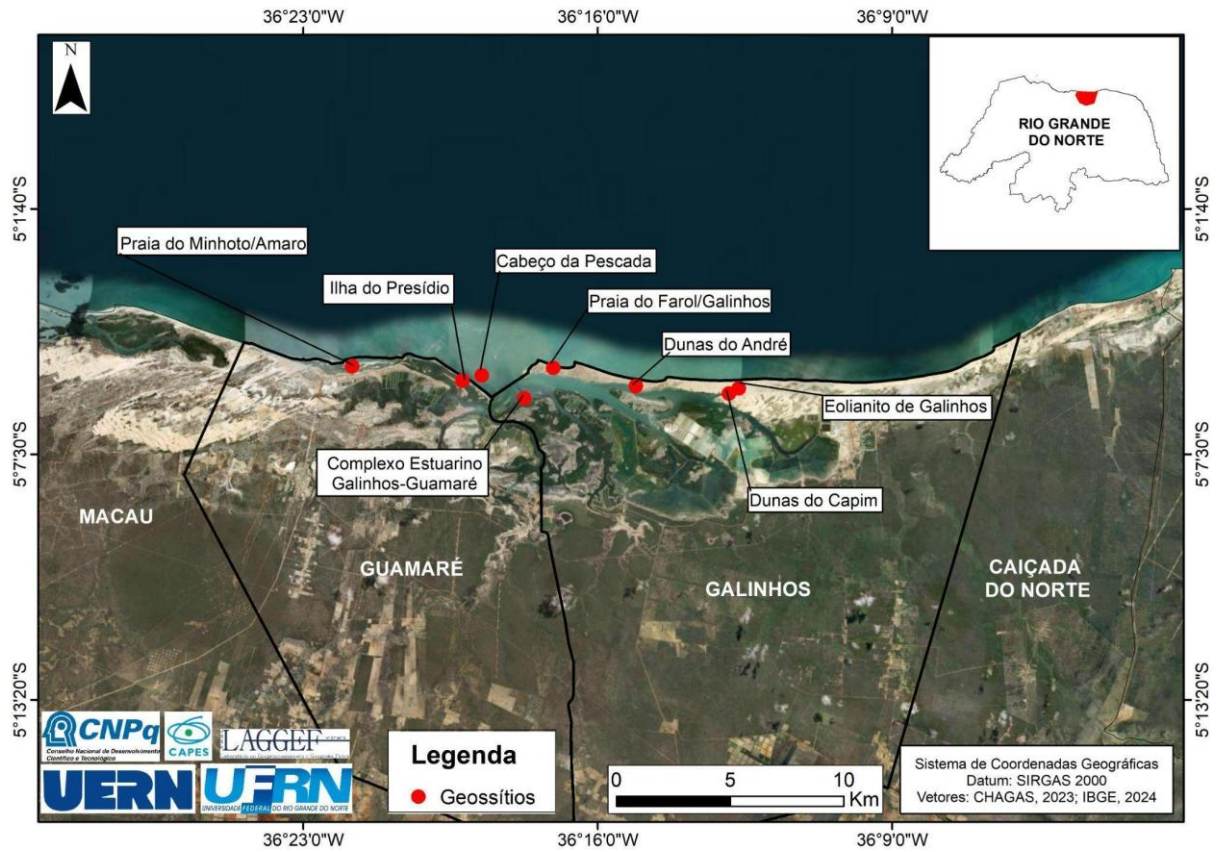 36°23'0"W
36°16'0"W
36°9'0"W
N
RIO GRANDE
DO NORTE
5°1'40"S
5°1'40"S
Praia do Minhoto/Amaro
Cabeço da Pescada
Ilha do Presídio
Praia do Farol/Galinhos
Dunas do André
Eolianito de Galinhos
Complexo Estuarino
Galinhos-Guamaré
Dunas do Capim
5°7'30"S
5°7'30"S
MACAU
GUAMARÉ
GALINHOS
CAIÇADA
DO NORTE
5°13'20"S
5°13'20"S
CNPq
Conselho Nacional de Desenvolvimento
Científico e Tecnológico
CAPES
LAGGEF
UERN
UFRN
UNIVERSIDADE FEDERAL DO RIO GRANDE DO NORTE
Legenda
Geossítios
0 5 10
Km
Sistema de Coordenadas Geográficas
Datum: SIRGAS 2000
Vetores: CHAGAS, 2023; IBGE, 2024
36°23'0"W
36°16'0"W
36°9'0"W